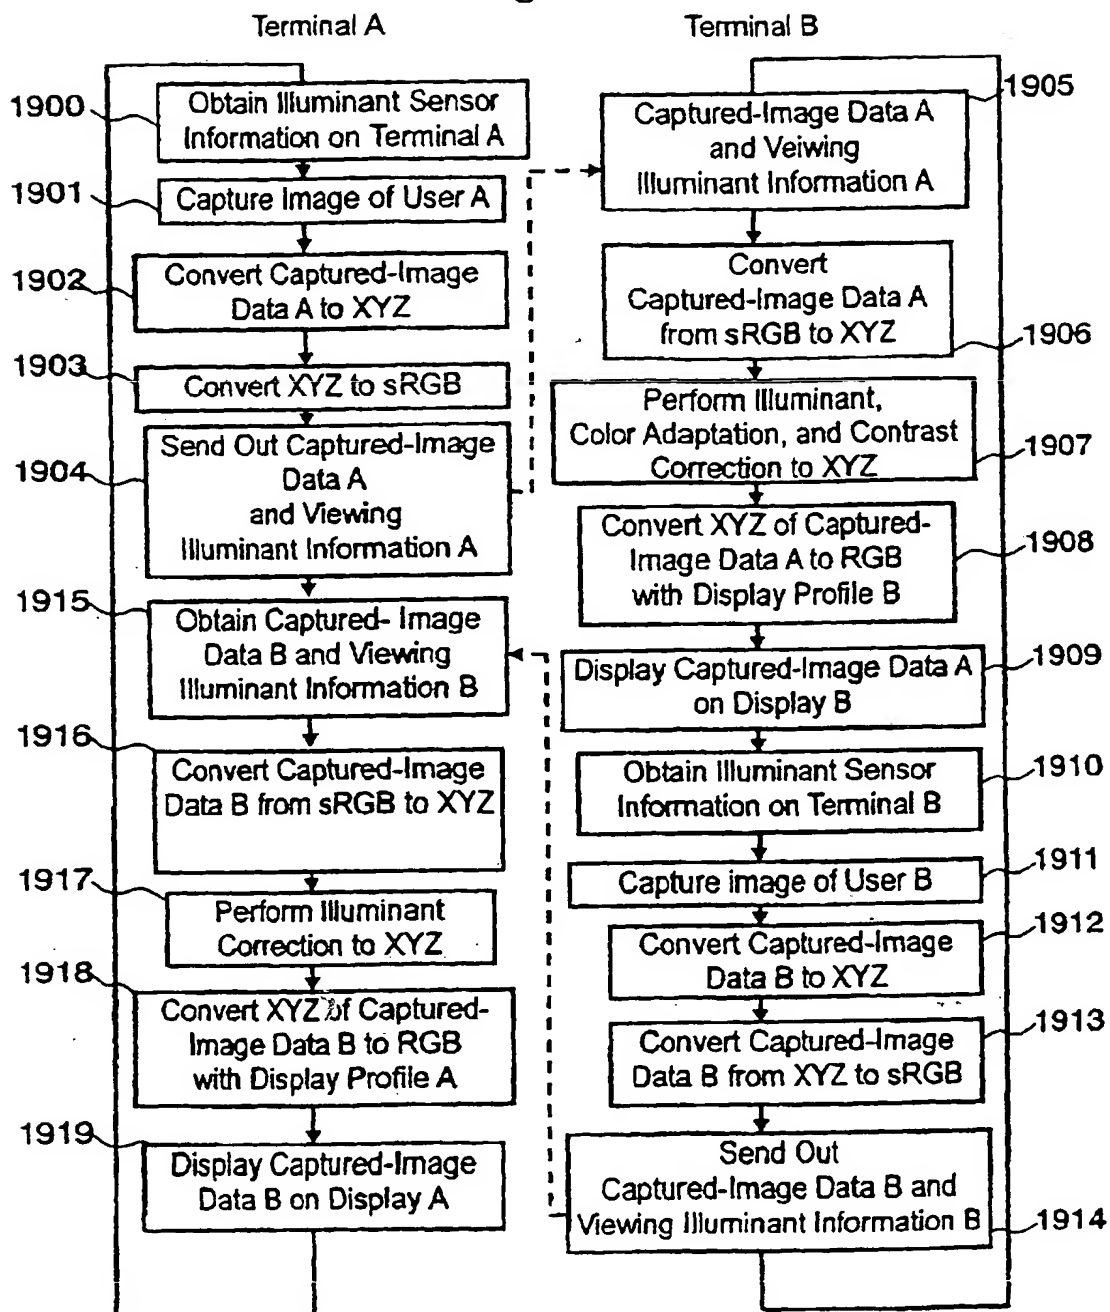 Terminal A
1900
Obtain Illuminant Sensor
Information on Terminal A
1901
Capture Image of User A
1902
Convert Captured-Image
Data A to XYZ
1903
Convert XYZ to sRGB
1904
Send Out Captured-Image
Data A
and Viewing
Illuminant Information A
1915
Obtain Captured- Image
Data B and Viewing
Illuminant Information B
1916
Convert Captured-Image
Data B from sRGB to XYZ
1917
Perform Illuminant
Correction to XYZ
1918
Convert XYZ of Captured-
Image Data B to RGB
with Display Profile A
1919
Display Captured-Image
Data B on Display A
Terminal B
1905
Captured-Image Data A
and Veiwing
Illuminant Information A
Convert
Captured-Image Data A
from sRGB to XYZ
1906
Perform Illuminant,
Color Adaptation, and Contrast
Correction to XYZ
1907
Convert XYZ of Captured-
Image Data A to RGB
with Display Profile B
1908
Display Captured-Image Data A
on Display B
1909
Obtain Illuminant Sensor
Information on Terminal B
1910
Capture image of User B
1911
Convert Captured-Image
Data B to XYZ
1912
Convert Captured-Image
Data B from XYZ to sRGB
1913
Send Out
Captured-Image Data B and
Viewing Illuminant Information B
1914